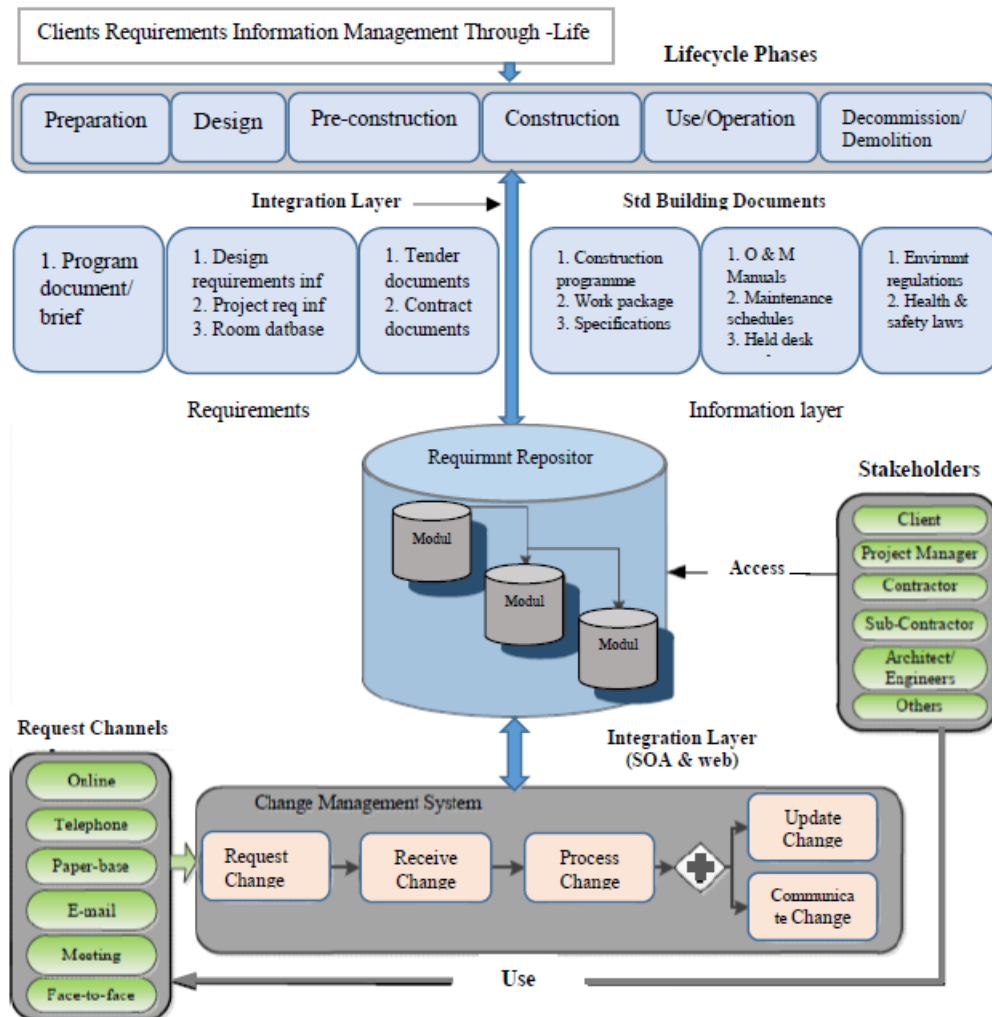 Clients Requirements Information Management Through -Life
Lifecycle Phases
Preparation
Design
Pre-construction
Construction
Use/Operation
Decommission/
Demolition
Integration Layer
Std Building Documents
1. Program
document/
brief
1. Design
requirements inf
2. Project req inf
3. Room datbase
1. Tender
documents
2. Contract
documents
1. Construction
programme
2. Work package
3. Specifications
1. O & M
Manuals
2. Maintenance
schedules
3. Held desk
1. Envirnmt
regulations
2. Health &
safety laws
Requirements
Information layer
Requirmnt Repositor
Modul
Modul
Modul
Stakeholders
Client
Project Manager
Contractor
Sub-Contractor
Architect/
Engineers
Others
Access
Request Channels
Online
Telephone
Paper-base
E-mail
Meeting
Face-to-face
Integration Layer
(SOA & web)
Change Management System
Request
Change
Receive
Change
Process
Change
Update
Change
Communica
te Change
Use